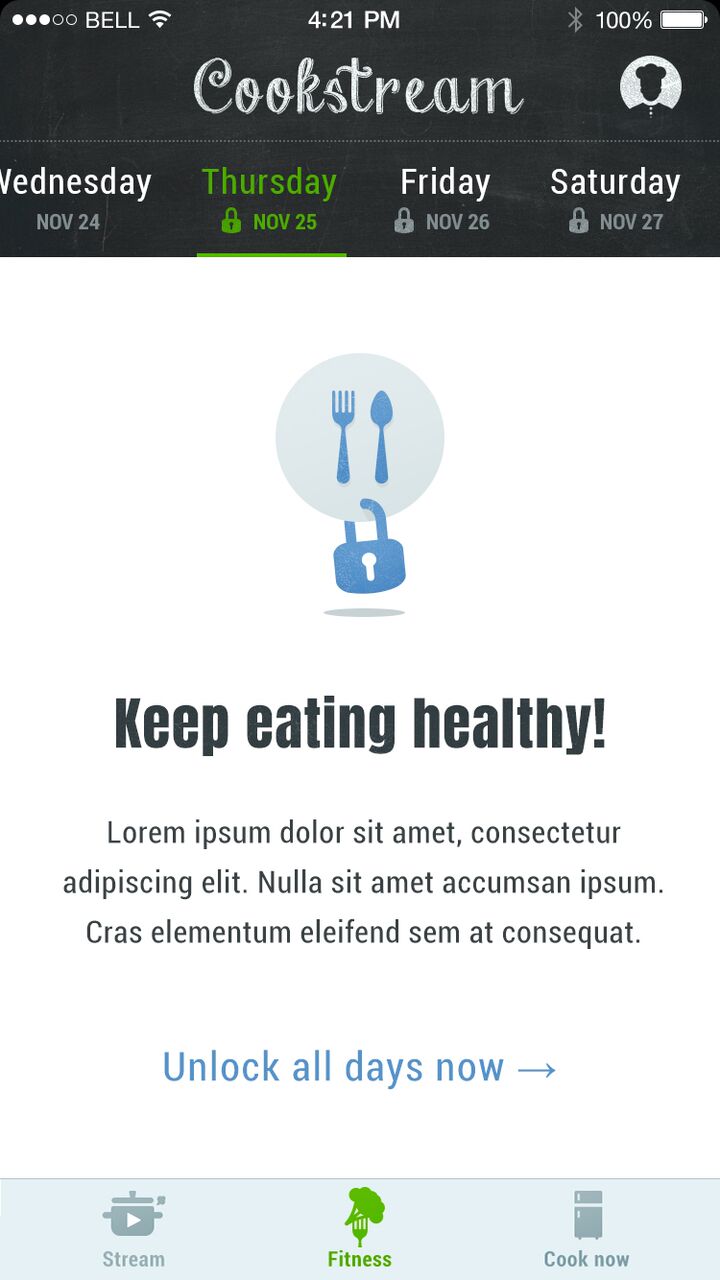 BELL 4:21 PM 100%
Cookstream
Wednesday Thursday Friday Saturday
NOV 24 NOV 25 NOV 26 NOV 27
Keep eating healthy!
Lorem ipsum dolor sit amet, consectetur
adipiscing elit. Nulla sit amet accumsan ipsum.
Cras elementum eleifend sem at consequat.
Unlock all days now →
Stream Fitness Cook now